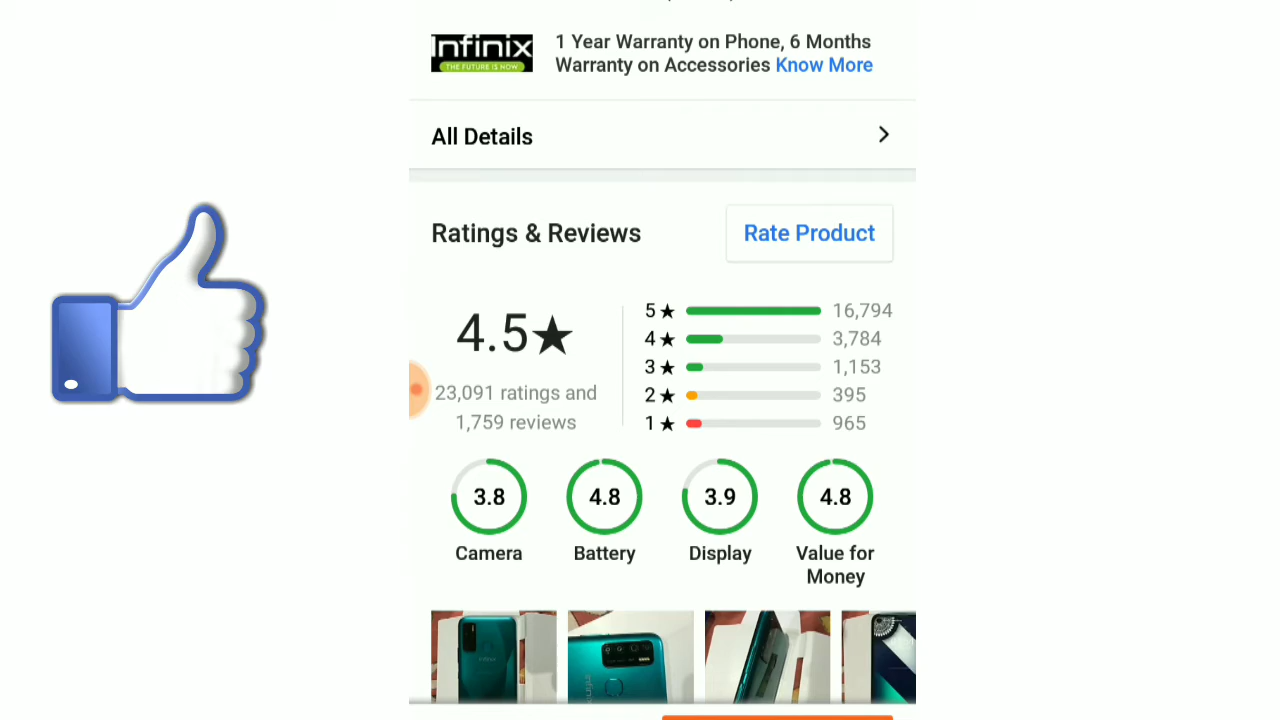 Infinix
THE FUTURE IS NOW
1 Year Warranty on Phone, 6 Months
Warranty on Accessories Know More
All Details
Ratings & Reviews
Rate Product
4.5★
23,091 ratings and
1,759 reviews
5★ 16,794
4★ 3,784
3★ 1,153
2★ 395
1★ 965
3.8
Camera
4.8
Battery
3.9
Display
4.8
Value for
Money
Infinix
Infinix